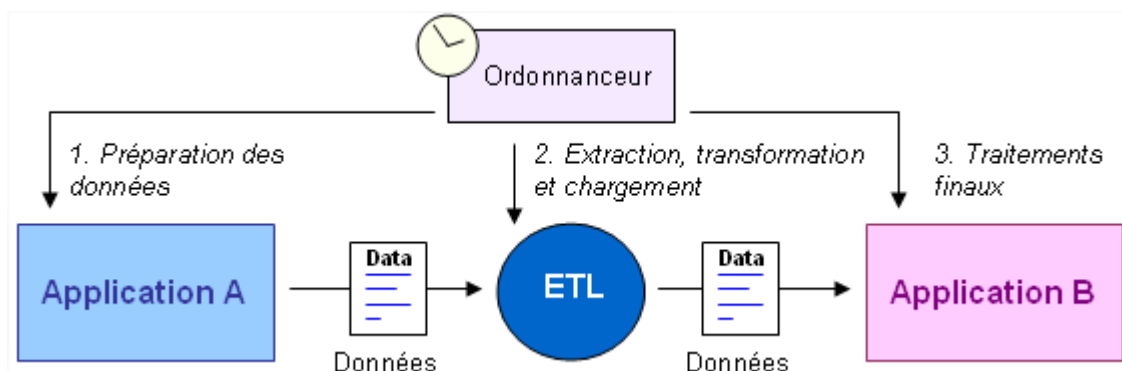 Ordonnanceur
1. Préparation des
données
2. Extraction, transformation
et chargement
3. Traitements
finaux
Application A
Data
ETL
Data
Application B
Données
Données